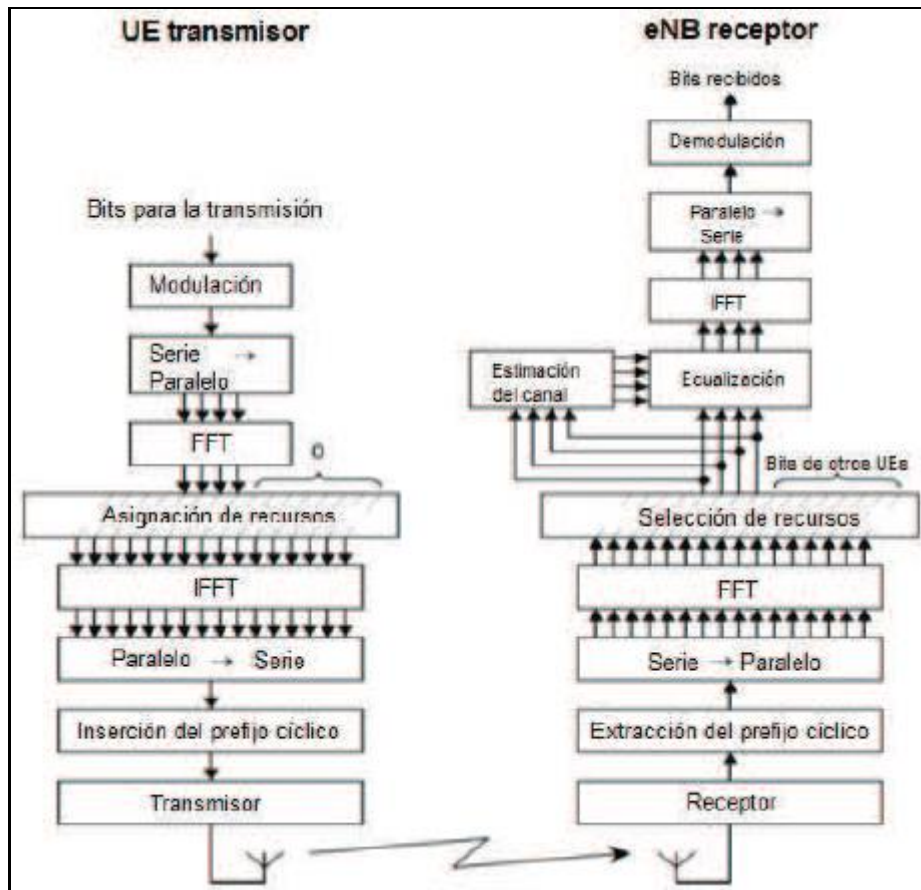 UE transmisor
Bits para la transmisión
Modulación
Serie →
Paralelo
FFT
0
Asignación de recursos
IFFT
Paralelo → Serie
Inserción del prefijo cíclico
Transmisor
eNB receptor
Bits recibidos
Demodulación
Paralelo →
Serie
IFFT
Estimación
del canal
Ecualización
Bits de otros UEs
Selección de recursos
FFT
Serie → Paralelo
Extracción del prefijo cíclico
Receptor